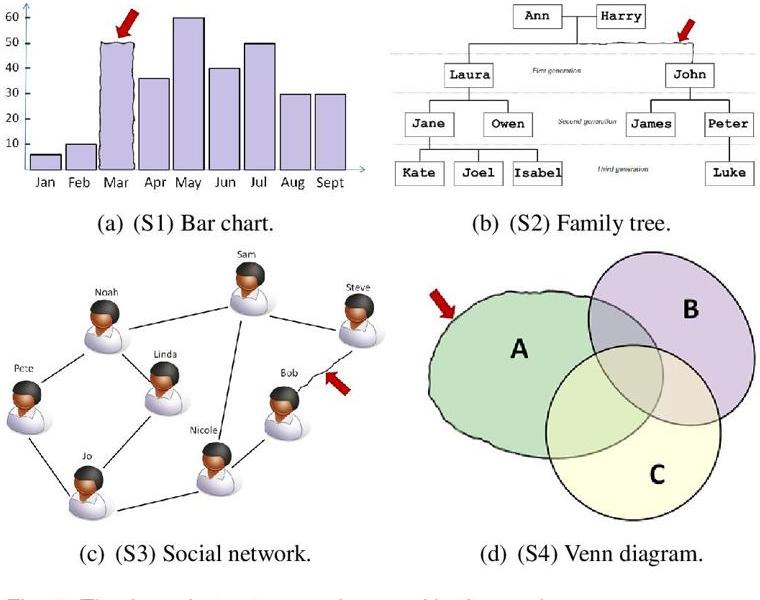 60
50
40
30
20
10
Jan Feb Mar Apr May Jun Jul Aug Sept
(a) (S1) Bar chart.
Ann Harry
Laura First generation John
Jane Owen Second generation James Peter
Kate Joel Isabel Third generation Luke
(b) (S2) Family tree.
Sam
Noah
Steve
Linda
Pete
Bob
Nicole
Jo
(c) (S3) Social network.
A
B
C
(d) (S4) Venn diagram.